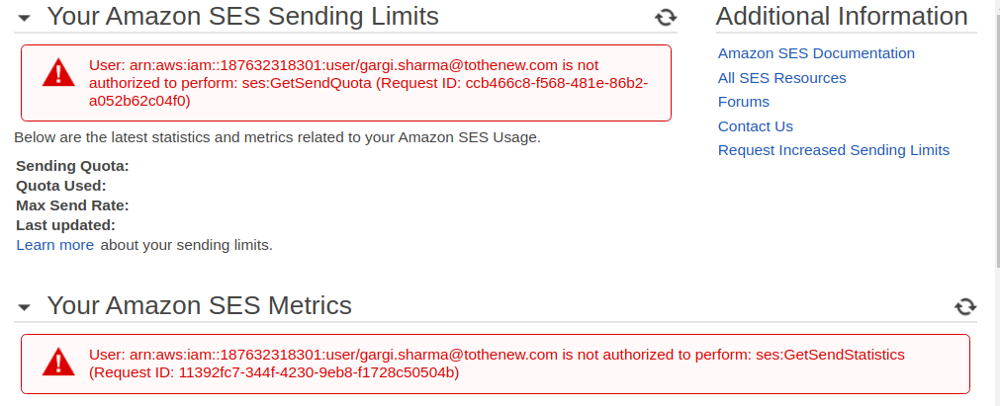 Your Amazon SES Sending Limits
User: arn:aws:iam::187632318301:user/gargi.sharma@tothenew.com is not
authorized to perform: ses:GetSendQuota (Request ID: ccb466c8-f568-481e-86b2-
a052b62c04f0)
Below are the latest statistics and metrics related to your Amazon SES Usage.
Sending Quota:
Quota Used:
Max Send Rate:
Last updated:
Learn more about your sending limits.
Additional Information
Amazon SES Documentation
All SES Resources
Forums
Contact Us
Request Increased Sending Limits
Your Amazon SES Metrics
User: arn:aws:iam::187632318301:user/gargi.sharma@tothenew.com is not authorized to perform: ses:GetSendStatistics
(Request ID: 11392fc7-344f-4230-9eb8-f1728c50504b)